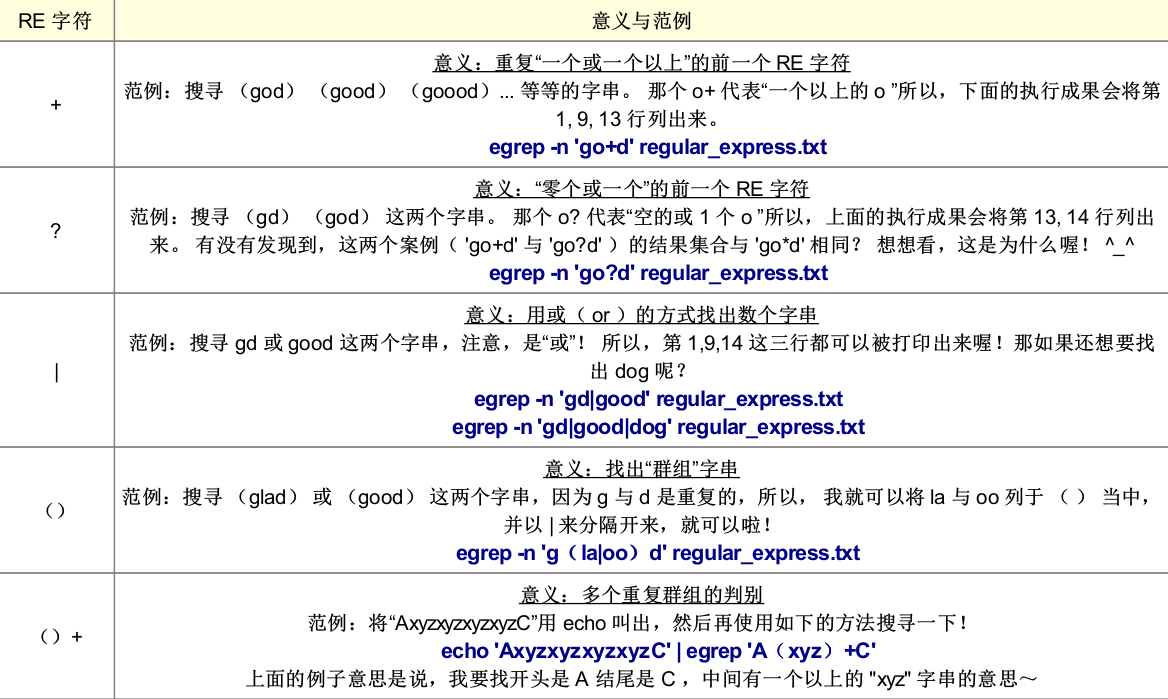 RE 字符
意义与范例
+
意义：重复“一个或一个以上”的前一个 RE 字符
范例：搜寻 （god） （good） （goood）... 等等的字串。 那个 o+ 代表“一个以上的 o ”所以，下面的执行成果会将第
1, 9, 13 行列出来。
egrep -n 'go+d' regular_express.txt
?
意义：“零个或一个”的前一个 RE 字符
范例：搜寻 （gd） （god） 这两个字串。 那个 o? 代表“空的或 1 个 o ”所以，上面的执行成果会将第 13, 14 行列出
来。 有没有发现到，这两个案例（ 'go+d' 与 'go?d' ）的结果集合与 'go*d' 相同？ 想想看，这是为什么喔！ ^_^
egrep -n 'go?d' regular_express.txt
|
意义：用或（ or ）的方式找出数个字串
范例：搜寻 gd 或 good 这两个字串，注意，是“或”！ 所以，第 1,9,14 这三行都可以被打印出来喔！那如果还想要找
出 dog 呢？
egrep -n 'gd|good' regular_express.txt
egrep -n 'gd|good|dog' regular_express.txt
（）
意义：找出“群组”字串
范例：搜寻 （glad） 或 （good） 这两个字串，因为 g 与 d 是重复的，所以， 我就可以将 la 与 oo 列于 （ ） 当中，
并以 | 来分隔开来，就可以啦！
egrep -n 'g（la|oo）d' regular_express.txt
（）+
意义：多个重复群组的判别
范例：将“AxyzxyzxyzxyzC”用 echo 叫出，然后再使用如下的方法搜寻一下！
echo 'AxyzxyzxyzxyzC' | egrep 'A（xyz）+C'
上面的例子意思是说，我要找开头是 A 结尾是 C ，中间有一个以上的 "xyz" 字串的意思～